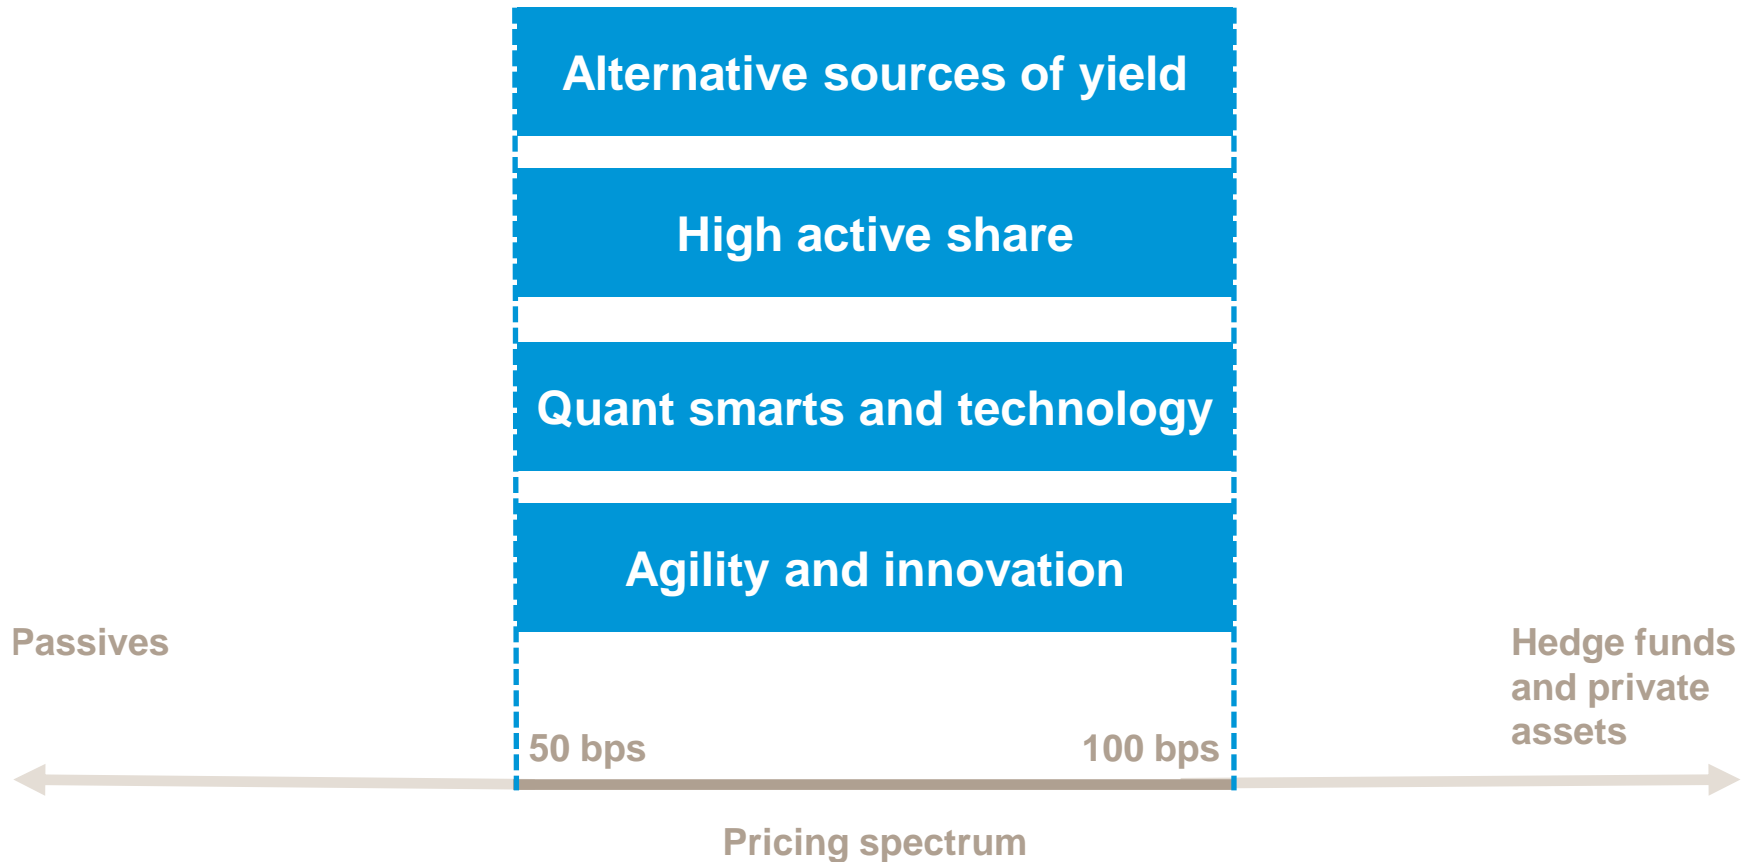 Alternative sources of yield
High active share
Quant smarts and technology
Agility and innovation
Passives
Hedge funds
and private
assets
50 bps
100 bps
Pricing spectrum